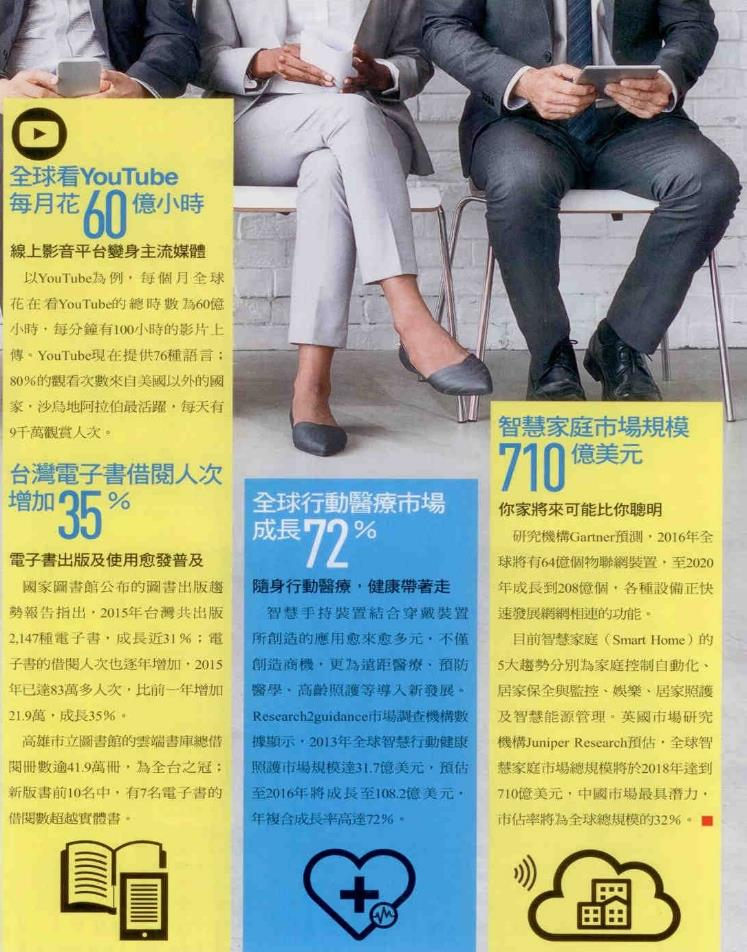 全球看YouTube
每月花60億小時
線上影音平台變身主流媒體
以YouTube為例，每個月全球
花在看YouTube的總時數為60億
小時，每分鐘有100小時的影片上
傳。YouTube現在提供76種語言；
80%的觀看次數來自美國以外的國
家，沙烏地阿拉伯最活躍，每天有
9千萬觀賞人次。
台灣電子書借閱人次
增加35%
電子書出版及使用愈發普及
國家圖書館公布的圖書出版趨
勢報告指出，2015年台灣共出版
2,147種電子書，成長近31%；電
子書的借閱人次也逐年增加，2015
年已達83萬多人次，比前一年增加
21.9萬，成長35%。
高雄市立圖書館的雲端書庫總借
閱冊數逾41.9萬冊，為全台之冠；
新版書前10名中，有7名電子書的
借閱數超越實體書。
全球行動醫療市場
成長72%
隨身行動醫療，健康帶著走
智慧手持裝置結合穿戴裝置
所創造的應用愈來愈多元，不僅
創造商機，更為遠距醫療、預防
醫學、高齡照護等導入新發展。
Research2guidance市場調查機構數
據顯示，2013年全球智慧行動健康
照護市場規模達31.7億美元，預估
至2016年將成長至108.2億美元，
年複合成長率高達72%。
智慧家庭市場規模
710億美元
你家將來可能比你聰明
研究機構Gartner預測，2016年全
球將有64億個物聯網裝置，至2020
年成長到208億個，各種設備正快
速發展網網相連的功能。
目前智慧家庭（Smart Home）的
5大趨勢分別為家庭控制自動化、
居家保全與監控、娛樂、居家照護
及智慧能源管理。英國市場研究
機構Juniper Research預估，全球智
慧家庭市場總規模將於2018年達到
710億美元，中國市場最具潛力，
市佔率將為全球總規模的32%。